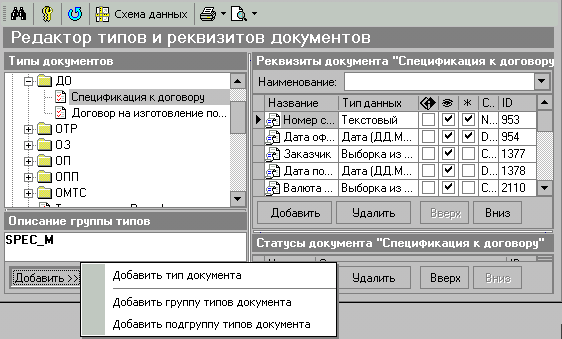 Схема данных
Редактор типов и реквизитов документов
Типы документов
ДО
Спецификация к договору
Договор на изготовление по...
ОТР
ОЗ
ОП
ОПП
ОМТС
Описание группы типов
SPEC_M
Добавить >>
Добавить тип документа
Добавить группу типов документа
Добавить подгруппу типов документа
Реквизиты документа "Спецификация к договору
Наименование:
Название Тип данных С... ID
Номер с... Текстовый N... 953
Дата оф... Дата (ДД.М... D... 954
Заказчик Выборка из ... С... 1377
Дата по... Дата (ДД.М... D... 1378
Валюта ... Выборка из ... С... 2110
Добавить Удалить Вверх Вниз
Статусы документа "Спецификация к договору"
Удалить Вверх Вниз